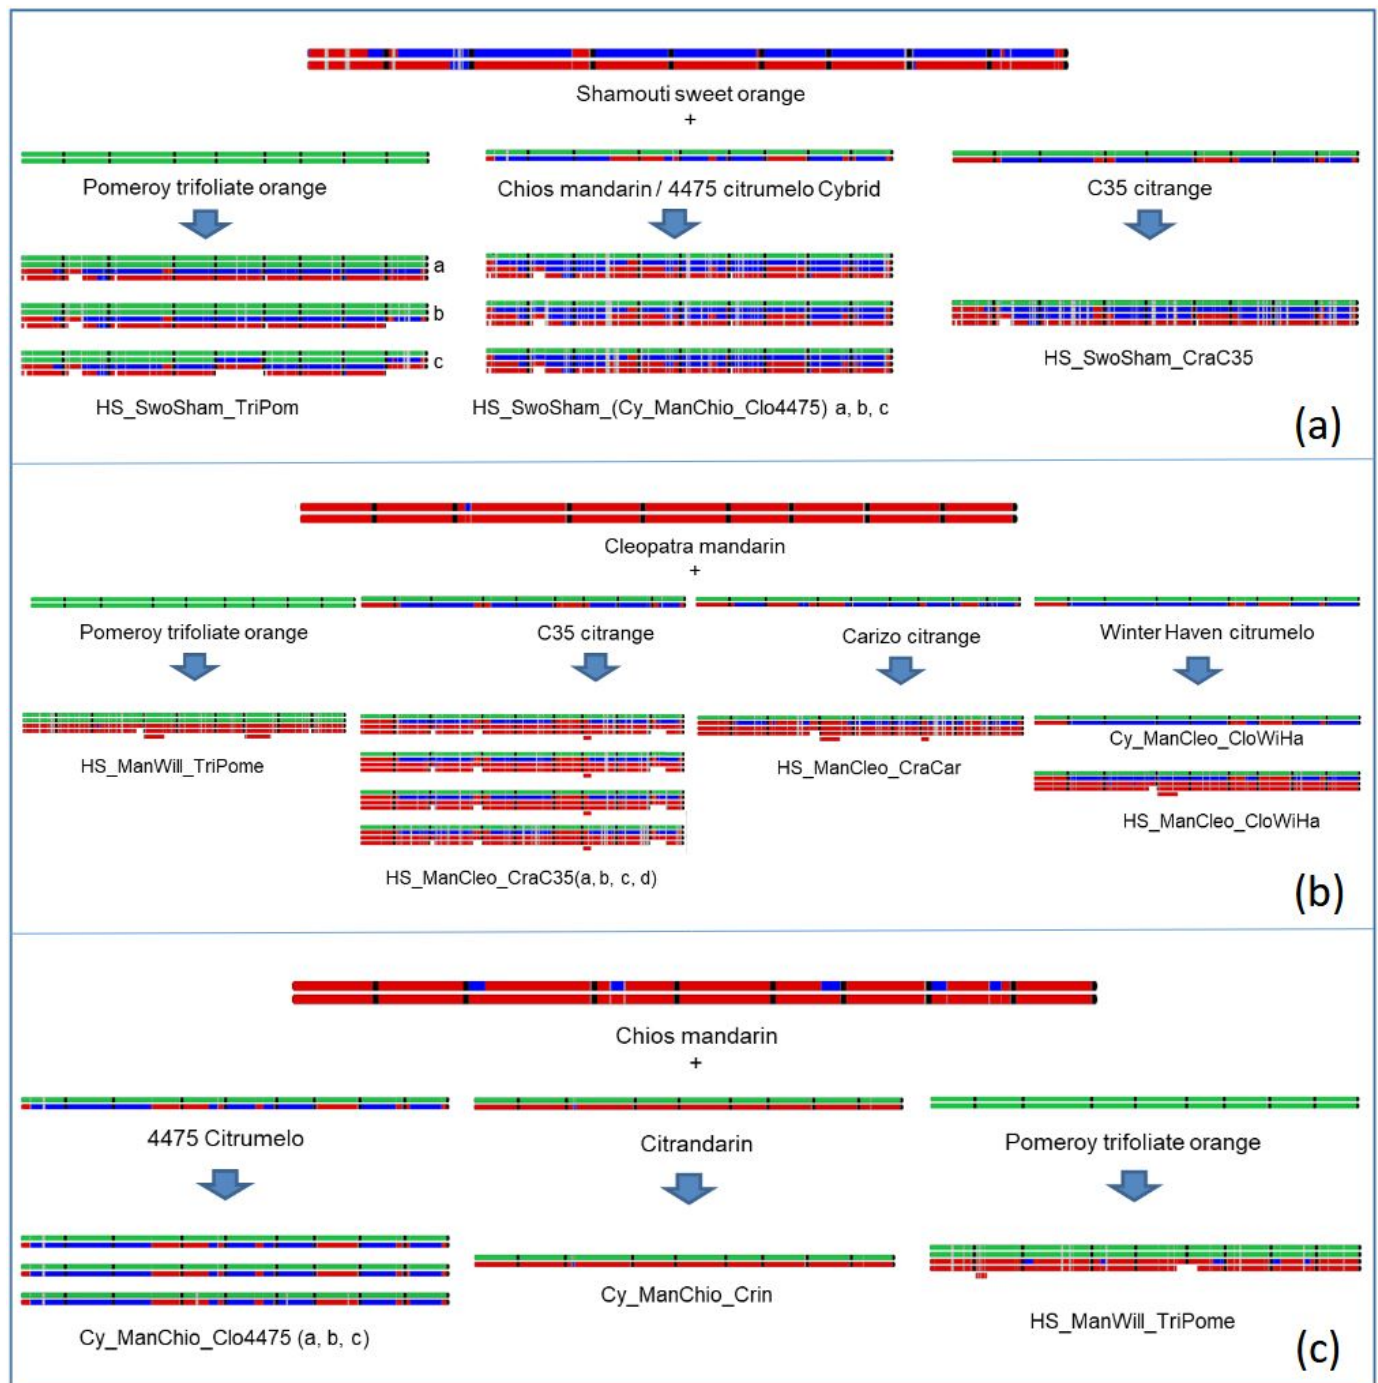 Shamouti sweet orange
+
Pomeroy trifoliate orange
Chios mandarin / 4475 citrumelo Cybrid
C35 citrange
a
b
c
HS_SwoSham_TriPom
HS_SwoSham_(Cy_ManChio_Clo4475) a, b, c
HS_SwoSham_CraC35
(a)
Cleopatra mandarin
+
Pomeroy trifoliate orange
C35 citrange
Carizo citrange
Winter Haven citrumelo
HS_ManWill_TriPome
HS_ManCleo_CraC35(a, b, c, d)
HS_ManCleo_CraCar
Cy_ManCleo_CloWiHa
HS_ManCleo_CloWiHa
(b)
Chios mandarin
+
4475 Citrumelo
Citrandarin
Pomeroy trifoliate orange
Cy_ManChio_Clo4475 (a, b, c)
Cy_ManChio_Crin
HS_ManWill_TriPome
(c)